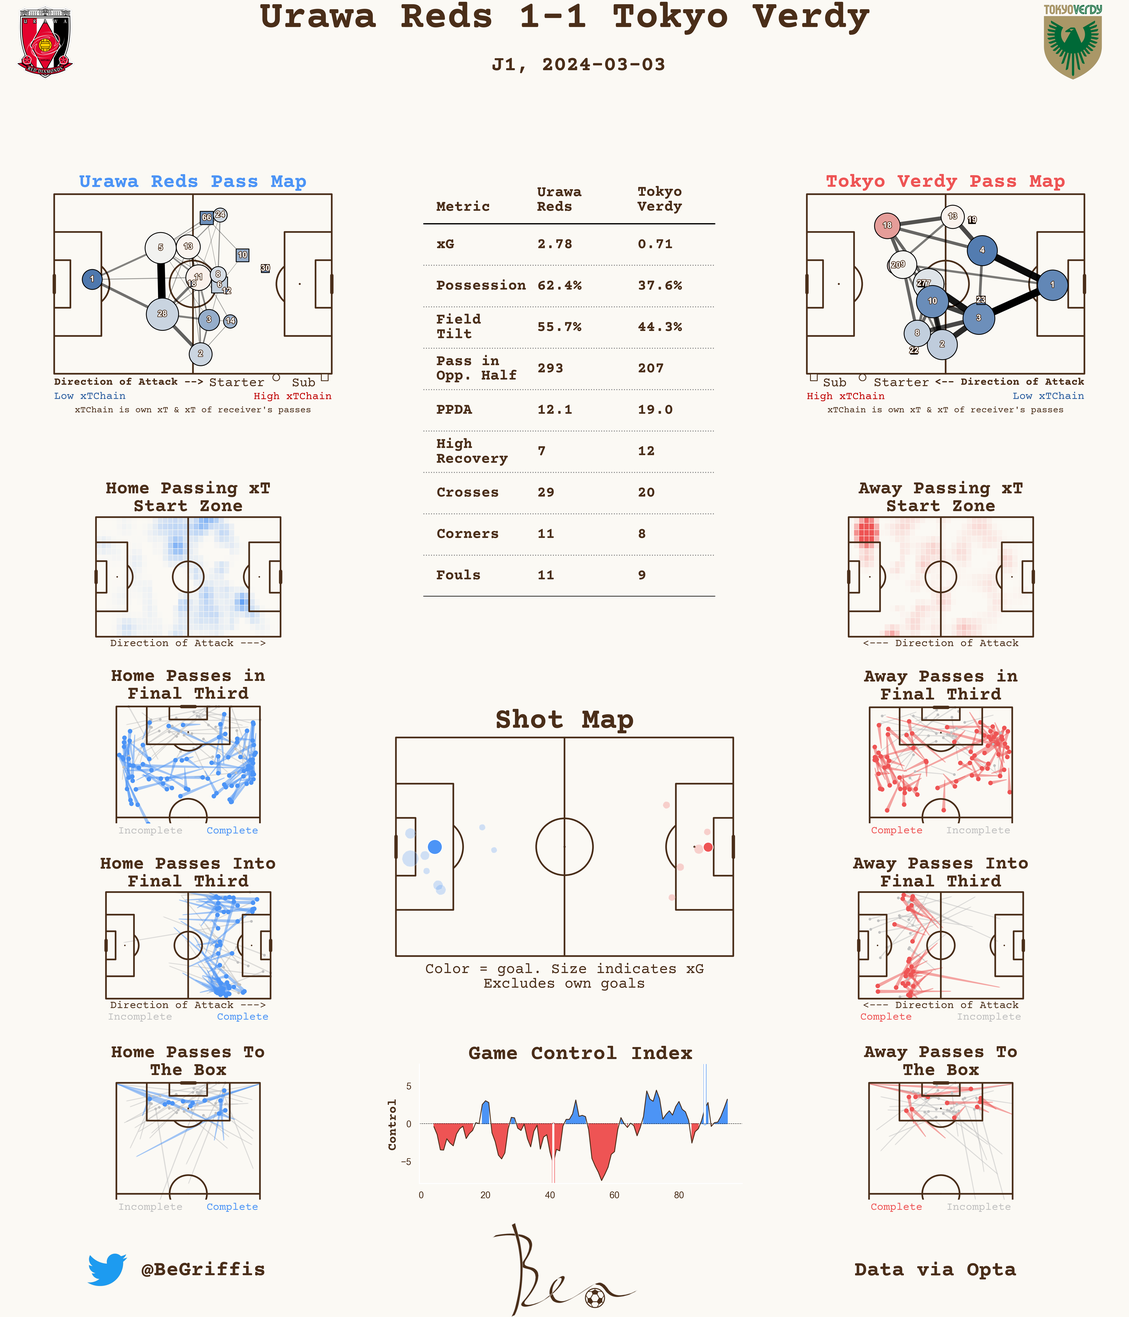 Urawa Reds 1-1 Tokyo Verdy
J1, 2024-03-03
TOKYO VERDY
Urawa Reds Pass Map
66 24
5 13
10
1 11 8 30
18 6
12
28 3 14
2
Direction of Attack --> Starter Sub
Low xTChain High xTChain
xTChain is own xT & xT of receiver's passes
Metric Urawa Reds Tokyo Verdy
xG 2.78 0.71
Possession 62.4% 37.6%
Field Tilt 55.7% 44.3%
Pass in Opp. Half 293 207
PPDA 12.1 19.0
High Recovery 7 12
Crosses 29 20
Corners 11 8
Fouls 11 9
Tokyo Verdy Pass Map
18 13 19
4
9
1
10 23
3
8 2
22
Sub Starter <-- Direction of Attack
High xTChain Low xTChain
xTChain is own xT & xT of receiver's passes
Home Passing xT
Start Zone
Direction of Attack --->
Away Passing xT
Start Zone
<--- Direction of Attack
Home Passes in
Final Third
Incomplete Complete
Away Passes in
Final Third
Complete Incomplete
Shot Map
Color = goal. Size indicates xG
Excludes own goals
Home Passes Into
Final Third
Direction of Attack --->
Incomplete Complete
Away Passes Into
Final Third
<--- Direction of Attack
Complete Incomplete
Home Passes To
The Box
Incomplete Complete
Game Control Index
Control
5
0
−5
0 20 40 60 80
Away Passes To
The Box
Complete Incomplete
@BeGriffis
Bea
Data via Opta